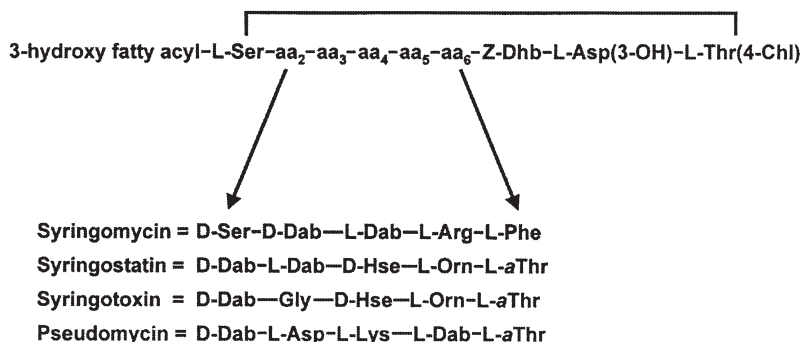 3-hydroxy fatty acyl–L-Ser–aa₂–aa₃–aa₄–aa₅–aa₆–Z-Dhb–L-Asp(3-OH)–L-Thr(4-Chl)
Syringomycin = D-Ser–D-Dab—L-Dab—L-Arg–L-Phe
Syringostatin = D-Dab–L-Dab—D-Hse—L-Orn–L-aThr
Syringotoxin = D-Dab—Gly—D-Hse—L-Orn–L-aThr
Pseudomycin = D-Dab–L-Asp–L-Lys—L-Dab–L-aThr